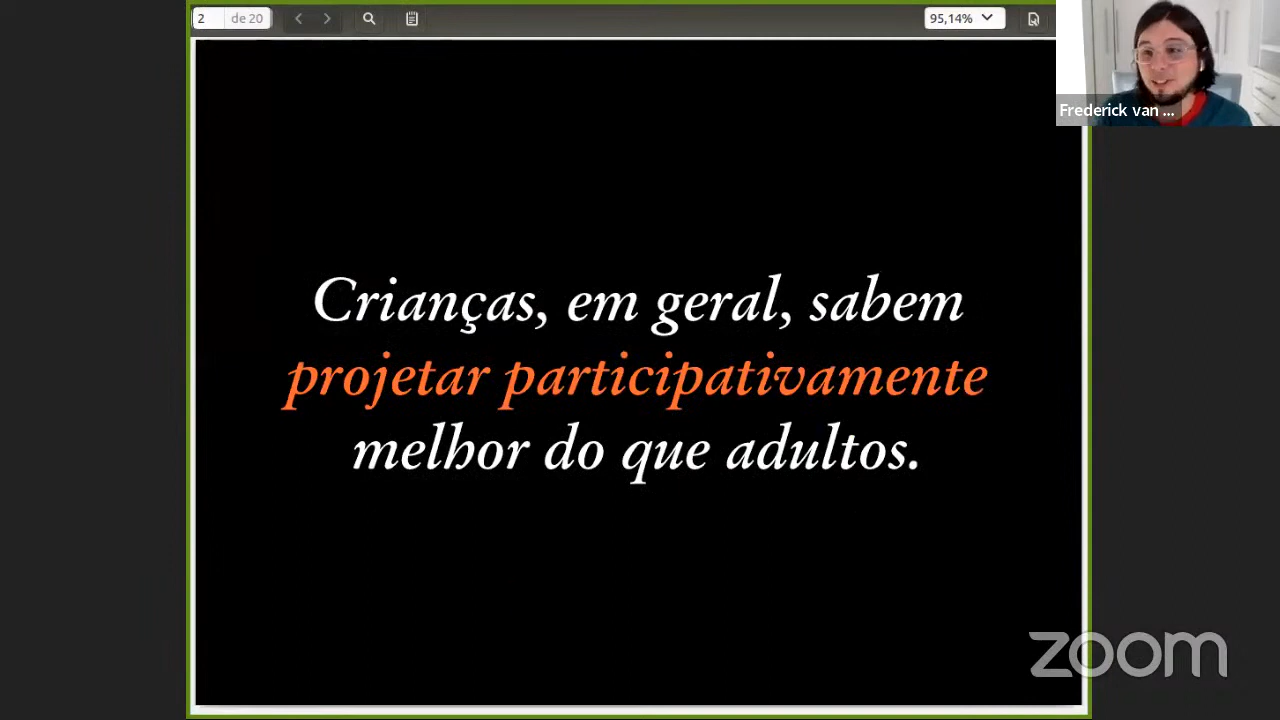 2 de 20
95,14%
Frederick van ...
Crianças, em geral, sabem
projetar participativamente
melhor do que adultos.
zoom